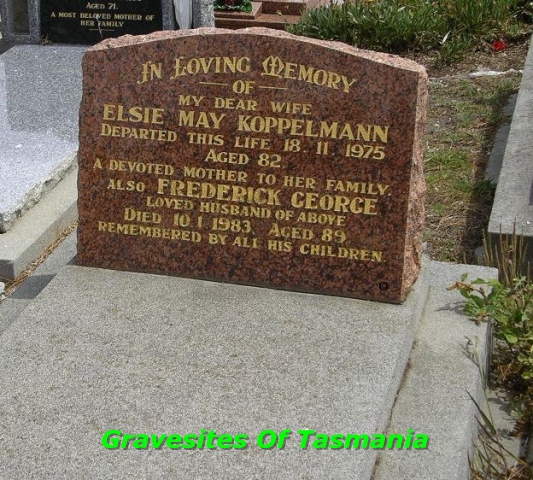 AGED 71.
A MOST BELOVED MOTHER OF
HER FAMILY
IN LOVING MEMORY
OF
MY DEAR WIFE
ELSIE MAY KOPPELMANN
DEPARTED THIS LIFE 18. 11. 1975
AGED 82.
A DEVOTED MOTHER TO HER FAMILY.
ALSO FREDERICK GEORGE
LOVED HUSBAND OF ABOVE
DIED 10. 1. 1983. AGED 89.
REMEMBERED BY ALL HIS CHILDREN.
Gravesites Of Tasmania